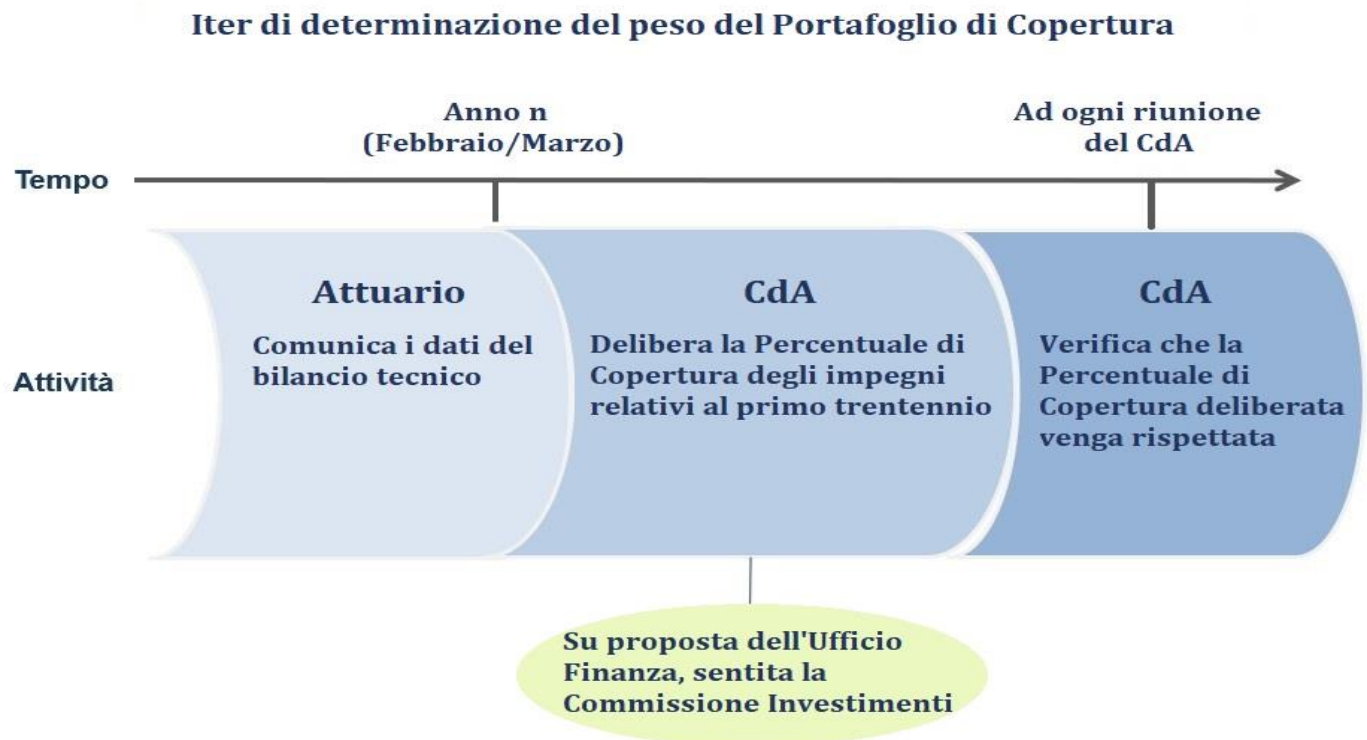 Iter di determinazione del peso del Portafoglio di Copertura
Anno n
(Febbraio/Marzo)
Ad ogni riunione
del CdA
Tempo
Attività
Attuario
Comunica i dati del
bilancio tecnico
CdA
Delibera la Percentuale di
Copertura degli impegni
relativi al primo trentennio
CdA
Verifica che la
Percentuale di
Copertura deliberata
venga rispettata
Su proposta dell'Ufficio
Finanza, sentita la
Commissione Investimenti